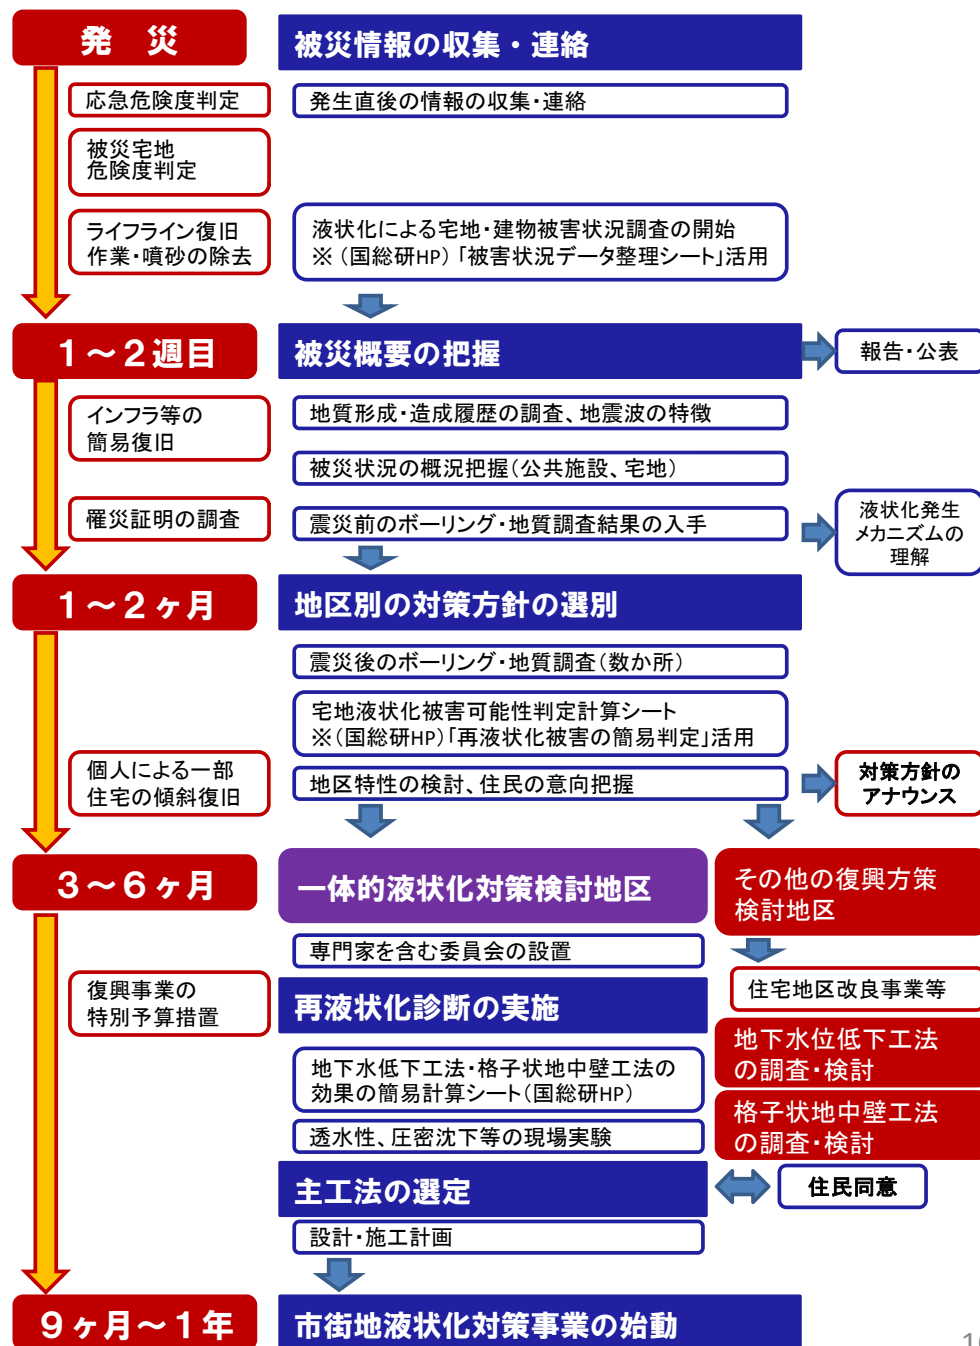 発　災
被災情報の収集・連絡
応急危険度判定
発生直後の情報の収集・連絡
被災宅地
危険度判定
ライフライン復旧
作業・噴砂の除去
液状化による宅地・建物被害状況調査の開始
※（国総研HP）「被害状況データ整理シート」活用
１～２週目
被災概要の把握
報告・公表
インフラ等の
簡易復旧
地質形成・造成履歴の調査、地震波の特徴
被災状況の概況把握（公共施設、宅地）
罹災証明の調査
震災前のボーリング・地質調査結果の入手
液状化発生
メカニズムの
理解
１～２ヶ月
地区別の対策方針の選別
震災後のボーリング・地質調査（数か所）
宅地液状化被害可能性判定計算シート
※（国総研HP）「再液状化被害の簡易判定」活用
個人による一部
住宅の傾斜復旧
地区特性の検討、住民の意向把握
対策方針の
アナウンス
３～６ヶ月
一体的液状化対策検討地区
その他の復興方策
検討地区
専門家を含む委員会の設置
復興事業の
特別予算措置
再液状化診断の実施
住宅地区改良事業等
地下水低下工法・格子状地中壁工法の
効果の簡易計算シート（国総研HP）
地下水位低下工法
の調査・検討
透水性、圧密沈下等の現場実験
格子状地中壁工法
の調査・検討
主工法の選定
住民同意
設計・施工計画
９ヶ月～１年
市街地液状化対策事業の始動